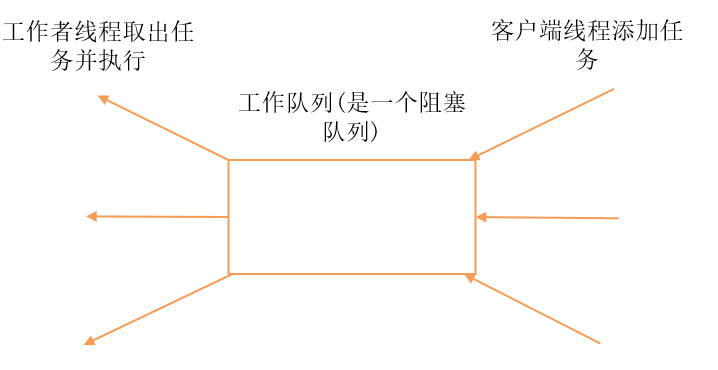 工作者线程取出任
务并执行
客户端线程添加任
务
工作队列(是一个阻塞
队列)